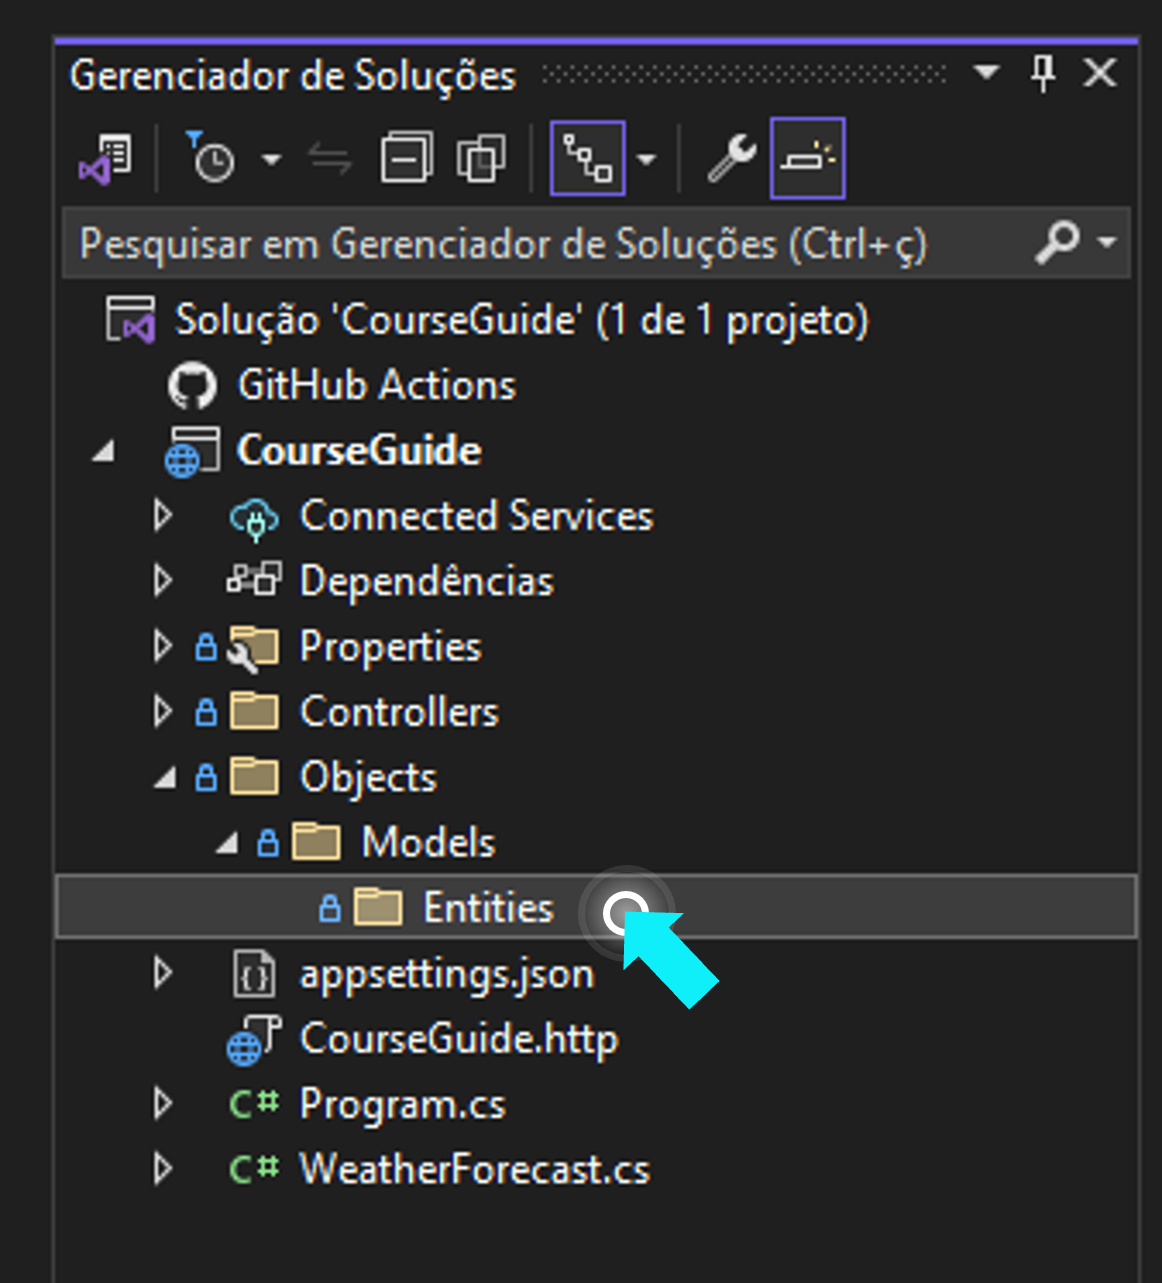 Gerenciador de Soluções
Pesquisar em Gerenciador de Soluções (Ctrl+ç)
Solução 'CourseGuide' (1 de 1 projeto)
GitHub Actions
CourseGuide
Connected Services
Dependências
Properties
Controllers
Objects
Models
Entities
appsettings.json
CourseGuide.http
C# Program.cs
C# WeatherForecast.cs